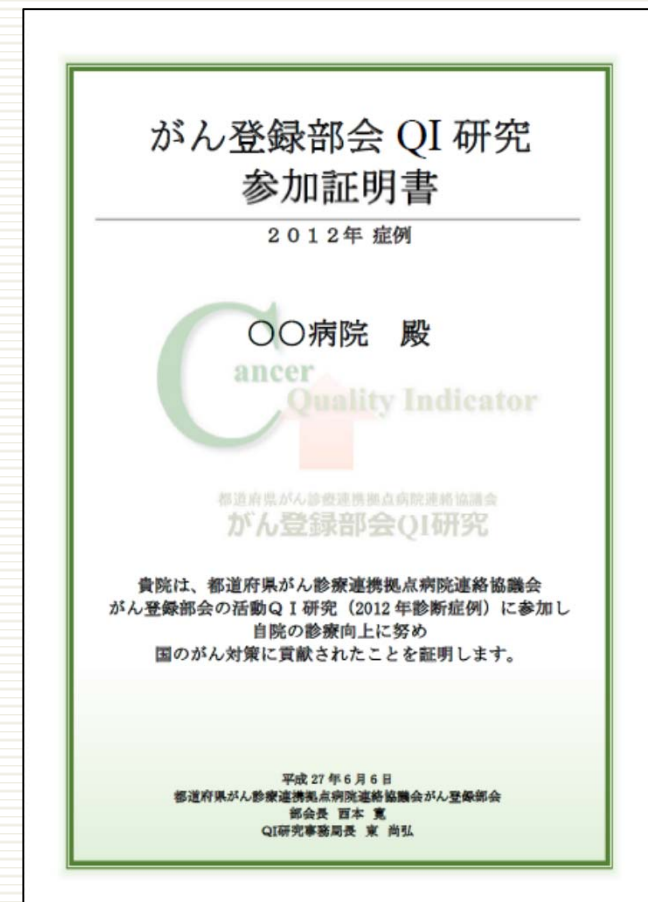 がん登録部会 QI 研究
参加証明書
２０１２年 症例
〇〇病院　殿
Cancer
Quality Indicator
都道府県がん診療連携拠点病院連絡協議会
がん登録部会QI研究
貴院は、都道府県がん診療連携拠点病院連絡協議会
がん登録部会の活動ＱＩ研究（2012 年診断症例）に参加し
自院の診療向上に努め
国のがん対策に貢献されたことを証明します。
平成 27 年 6 月 6 日
都道府県がん診療連携拠点病院連絡協議会がん登録部会
部会長　西本　寛
QI研究事務局長　東　尚弘